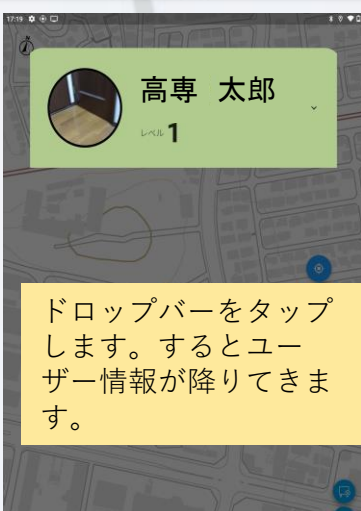 17:19
N
高専　太郎
レベル 1
ドロップバーをタップ
します。するとユー
ザー情報が降りてきま
す。